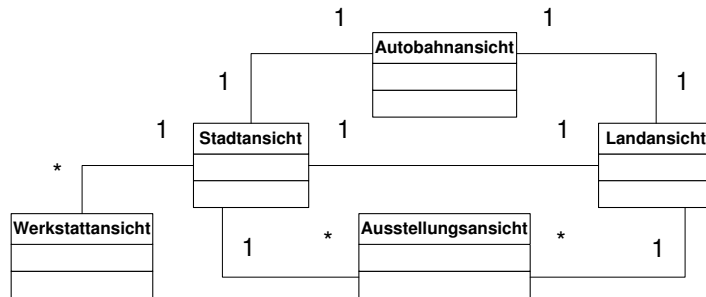 1 1
Autobahnansicht
1 1
1 1 1
Stadtansicht Landansicht
*
Werkstattansicht Ausstellungsansicht
1 * * 1